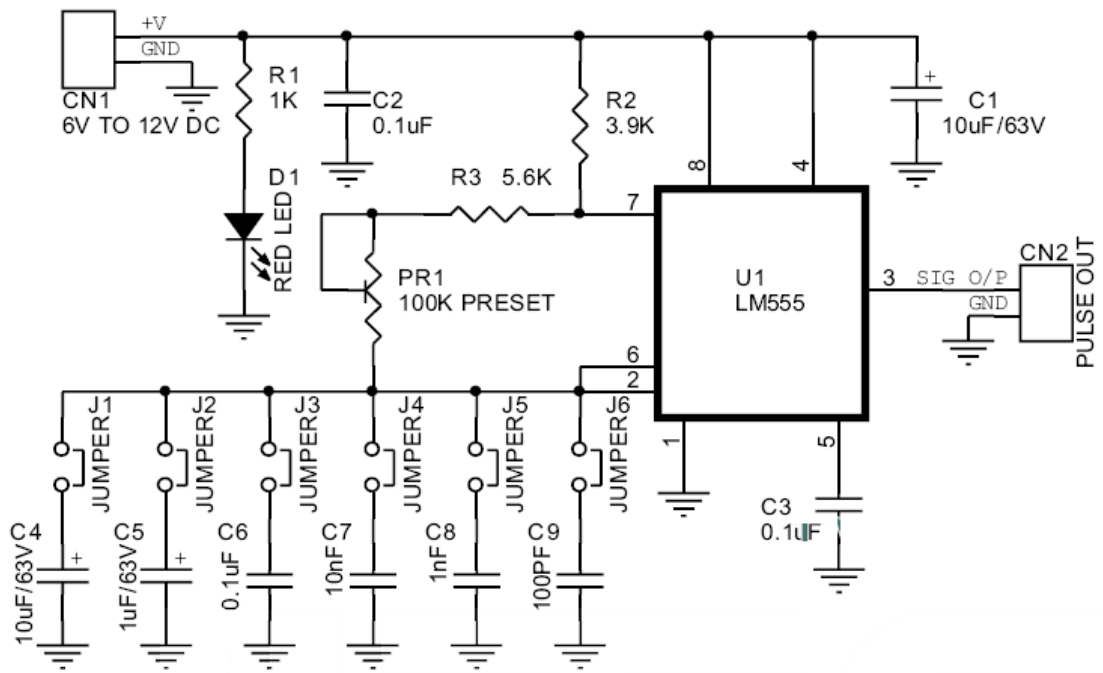 +V
GND
CN1
6V TO 12V DC
R1
1K
C2
0.1uF
R2
3.9K
C1
+
10uF/63V
D1
RED LED
R3 5.6K
8
4
7
PR1
100K PRESET
U1
LM555
3
SIG O/P
GND
CN2
PULSE OUT
6
2
1
5
J1
JUMPER
J2
JUMPER
J3
JUMPER
J4
JUMPER
J5
JUMPER
J6
JUMPER
C3
0.1uF
C4
+
10uF/63V
C5
+
1uF/63V
C6
0.1uF
C7
10nF
C8
1nF
C9
100PF